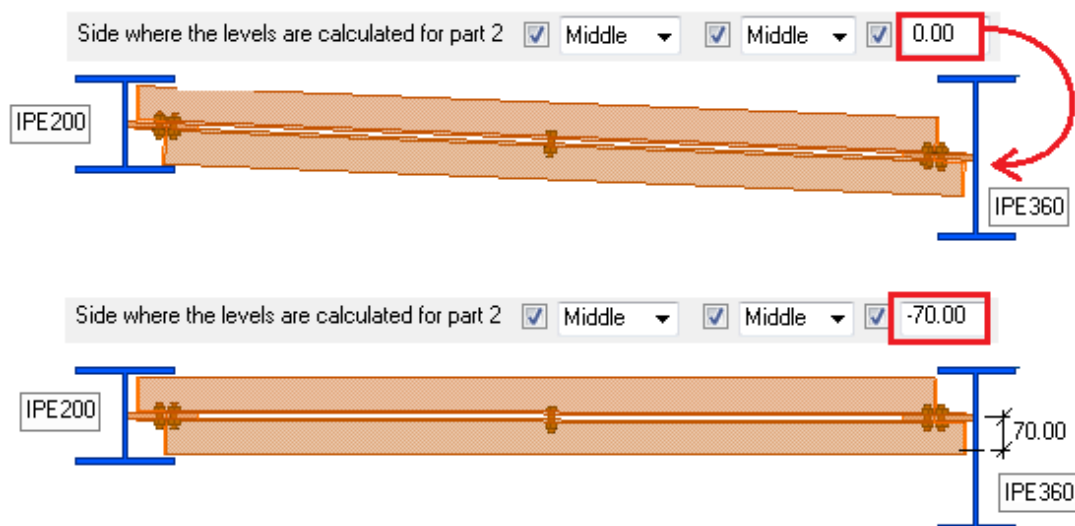 Side where the levels are calculated for part 2 Middle Middle 0.00
IPE200
IPE360
Side where the levels are calculated for part 2 Middle Middle -70.00
IPE200
70.00
IPE360